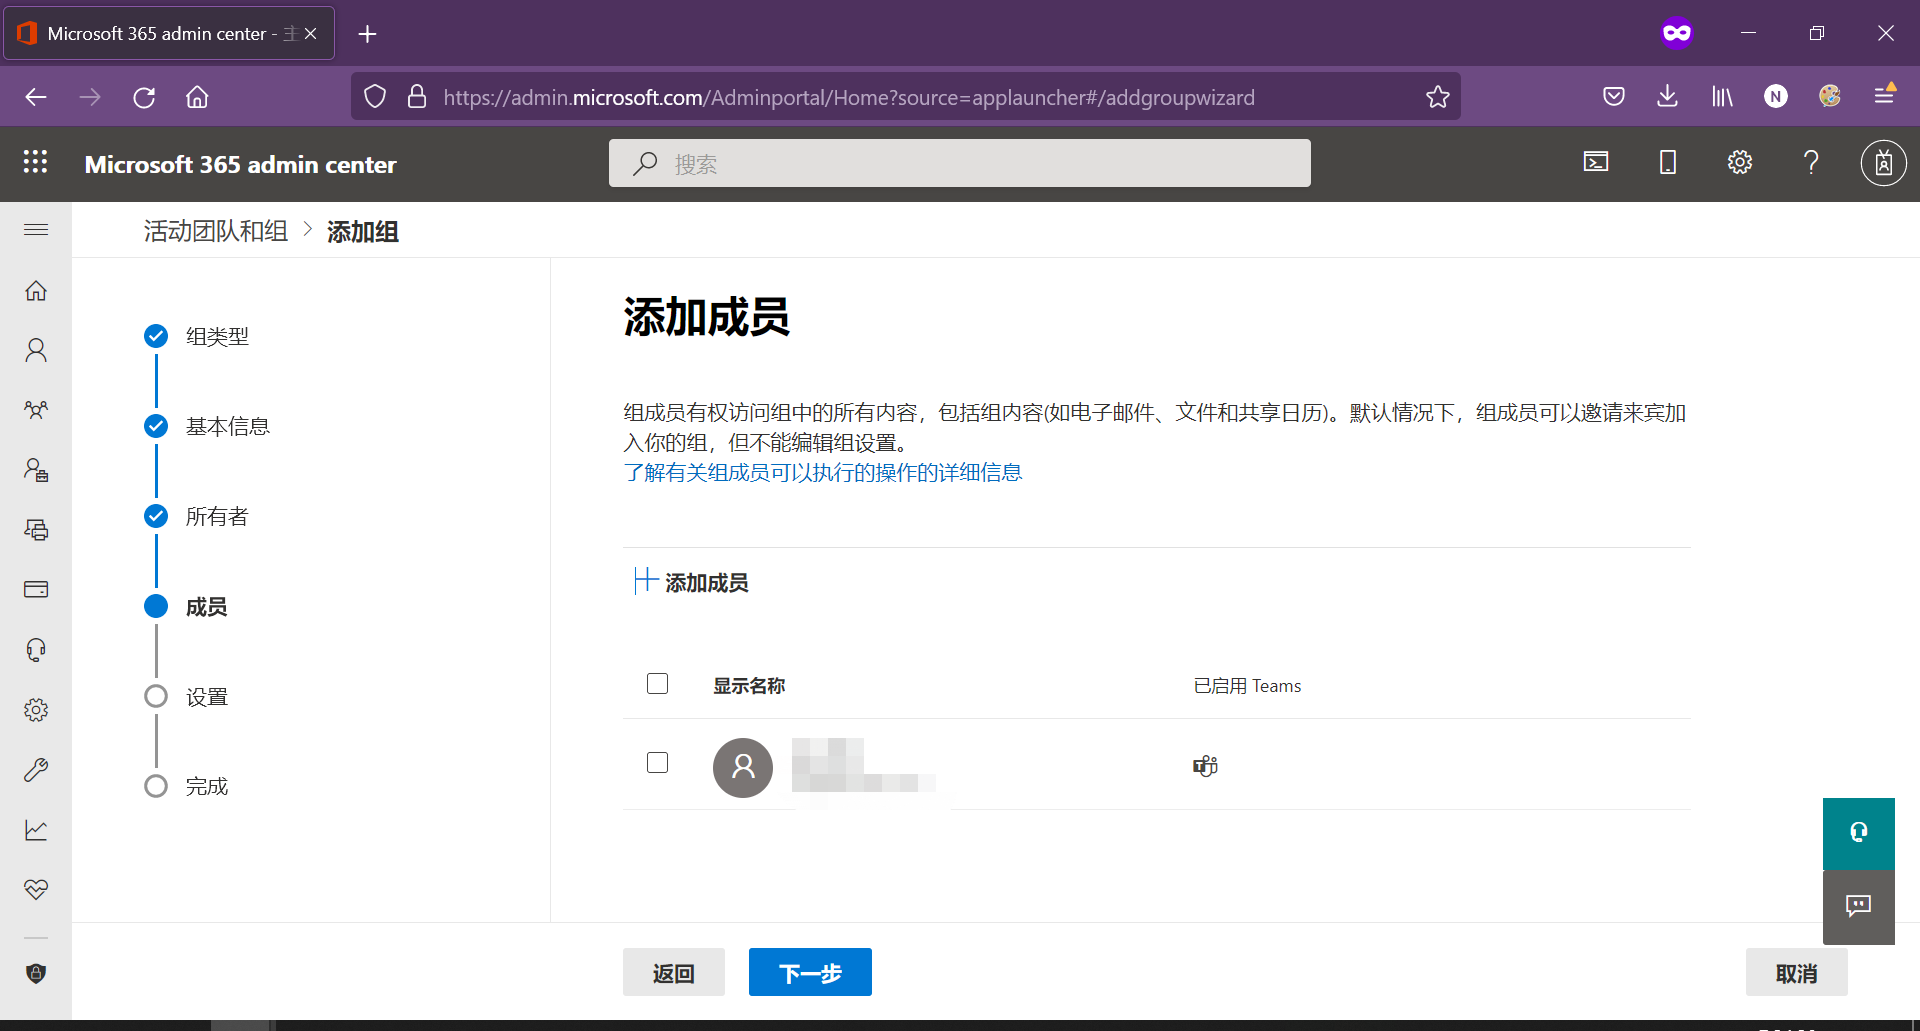 Microsoft 365 admin center - 主
https://admin.microsoft.com/Adminportal/Home?source=applauncher#/addgroupwizard
N
Microsoft 365 admin center
搜索
活动团队和组 > 添加组
组类型
基本信息
所有者
成员
设置
完成
添加成员
组成员有权访问组中的所有内容，包括组内容(如电子邮件、文件和共享日历)。默认情况下，组成员可以邀请来宾加
入你的组，但不能编辑组设置。
了解有关组成员可以执行的操作的详细信息
添加成员
显示名称
已启用 Teams
返回
下一步
取消